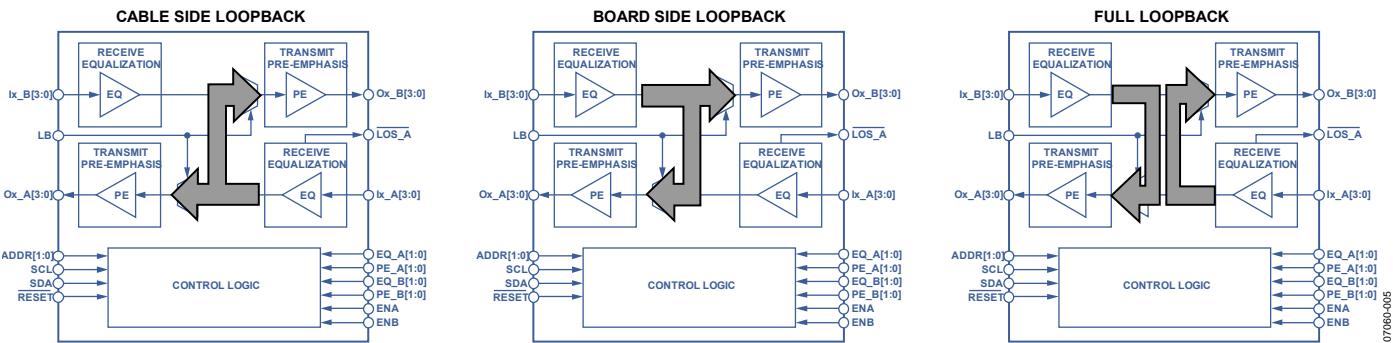 CABLE SIDE LOOPBACK
RECEIVE
EQUALIZATION
TRANSMIT
PRE-EMPHASIS
Ix_B[3:0]
EQ
PE
Ox_B[3:0]
LB
LOS_A
TRANSMIT
PRE-EMPHASIS
RECEIVE
EQUALIZATION
Ox_A[3:0]
PE
EQ
Ix_A[3:0]
ADDR[1:0]
SCL
SDA
RESET
CONTROL LOGIC
EQ_A[1:0]
PE_A[1:0]
EQ_B[1:0]
PE_B[1:0]
ENA
ENB
BOARD SIDE LOOPBACK
RECEIVE
EQUALIZATION
TRANSMIT
PRE-EMPHASIS
Ix_B[3:0]
EQ
PE
Ox_B[3:0]
LB
LOS_A
TRANSMIT
PRE-EMPHASIS
RECEIVE
EQUALIZATION
Ox_A[3:0]
PE
EQ
Ix_A[3:0]
ADDR[1:0]
SCL
SDA
RESET
CONTROL LOGIC
EQ_A[1:0]
PE_A[1:0]
EQ_B[1:0]
PE_B[1:0]
ENA
ENB
FULL LOOPBACK
RECEIVE
EQUALIZATION
TRANSMIT
PRE-EMPHASIS
Ix_B[3:0]
EQ
PE
Ox_B[3:0]
LB
LOS_A
TRANSMIT
PRE-EMPHASIS
RECEIVE
EQUALIZATION
Ox_A[3:0]
PE
EQ
Ix_A[3:0]
ADDR[1:0]
SCL
SDA
RESET
CONTROL LOGIC
EQ_A[1:0]
PE_A[1:0]
EQ_B[1:0]
PE_B[1:0]
ENA
ENB
07060-005